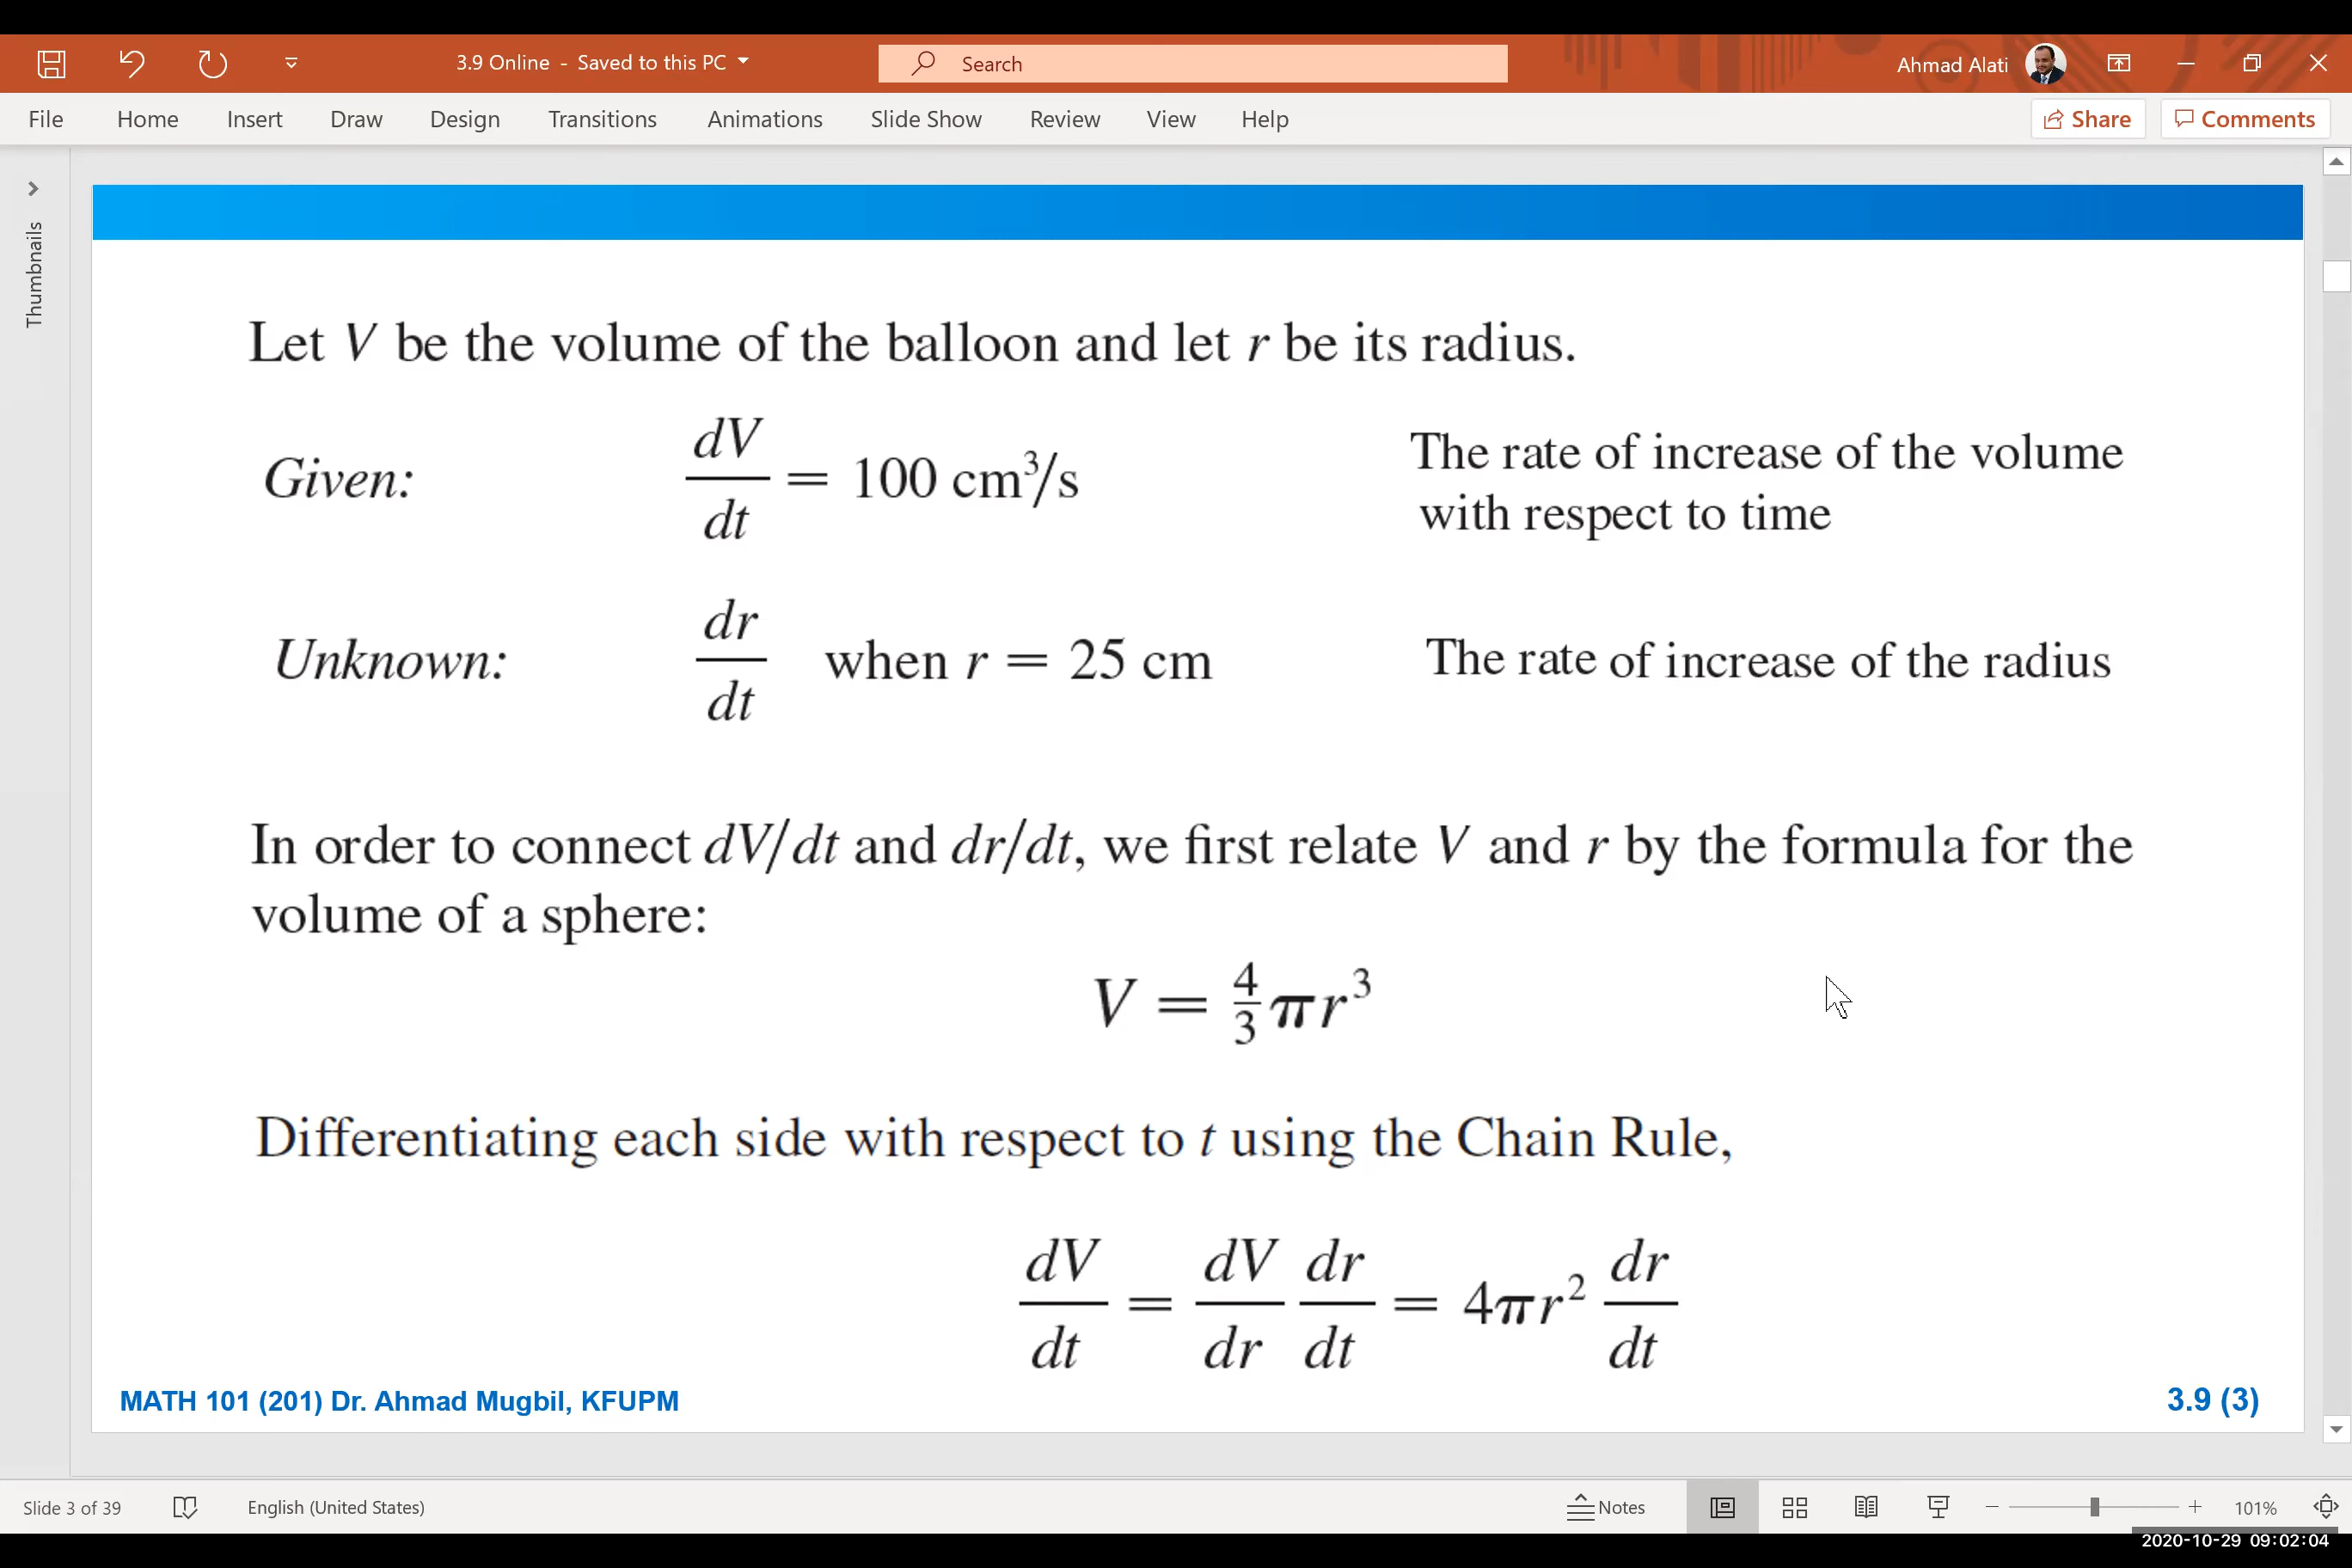 3.9 Online - Saved to this PC
Search
Ahmad Alati
File Home Insert Draw Design Transitions Animations Slide Show Review View Help
Share Comments
Thumbnails
Let V be the volume of the balloon and let r be its radius.
Given: dV/dt = 100 cm³/s The rate of increase of the volume
with respect to time
Unknown: dr/dt when r = 25 cm The rate of increase of the radius
In order to connect dV/dt and dr/dt, we first relate V and r by the formula for the
volume of a sphere:
V = 4/3 πr³
Differentiating each side with respect to t using the Chain Rule,
dV/dt = dV/dr dr/dt = 4πr² dr/dt
MATH 101 (201) Dr. Ahmad Mugbil, KFUPM 3.9 (3)
Slide 3 of 39 English (United States) Notes 101%
2020-10-29 09:02:04